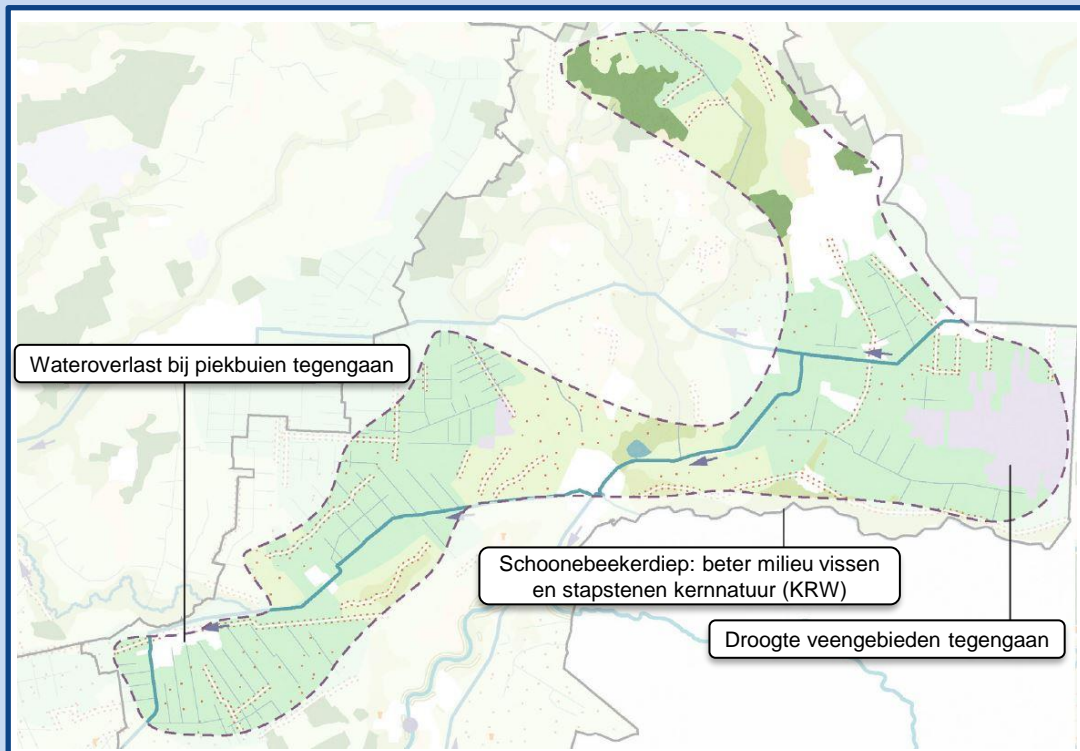 Wateroverlast bij piekbuien tegengaan
Schoonebeekerdiep: beter milieu vissen
en stapstenen kernnatuur (KRW)
Droogte veengebieden tegengaan